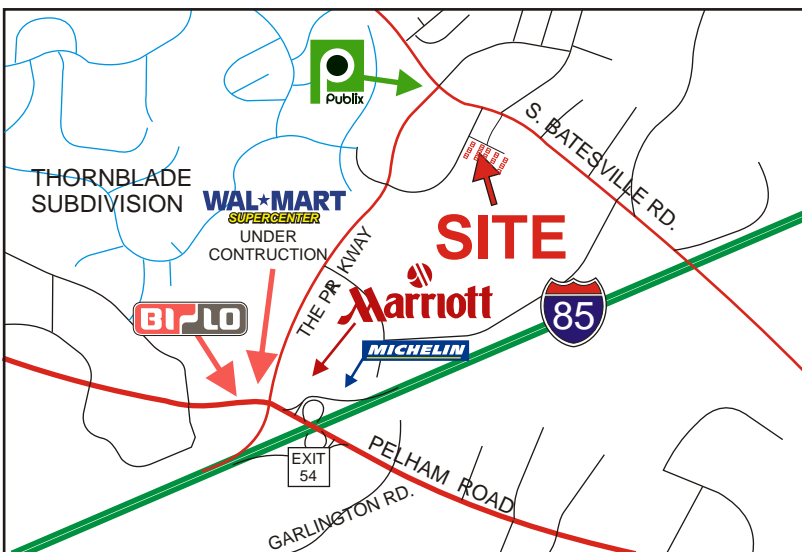 Publix
S. BATESVILLE RD.
THORNBLADE
SUBDIVISION
WAL★MART
SUPERCENTER
UNDER
CONTRUCTION
SITE
THE PARKWAY
Marriott
BI-LO
85
MICHELIN
EXIT
54
PELHAM ROAD
GARLINGTON RD.